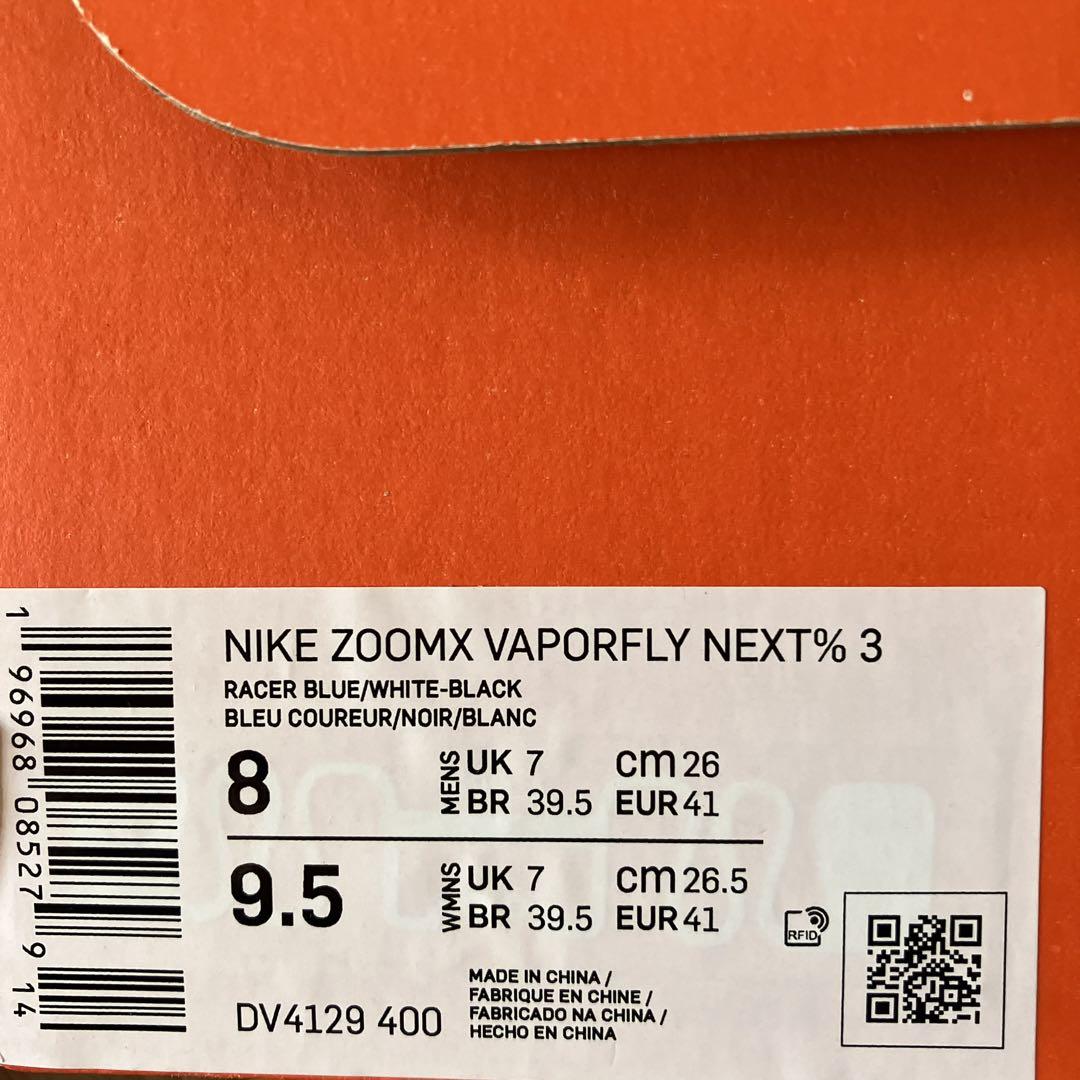 NIKE ZOOMX VAPORFLY NEXT% 3
RACER BLUE/WHITE-BLACK
BLEU COUREUR/NOIR/BLANC
8 MENS UK 7 CM 26
BR 39.5 EUR 41
9.5 WMNS UK 7 CM 26.5
BR 39.5 EUR 41
RFID
MADE IN CHINA /
FABRIQUE EN CHINE /
FABRICADO NA CHINA /
HECHO EN CHINA
DV4129 400
1 96968 08527 9 14